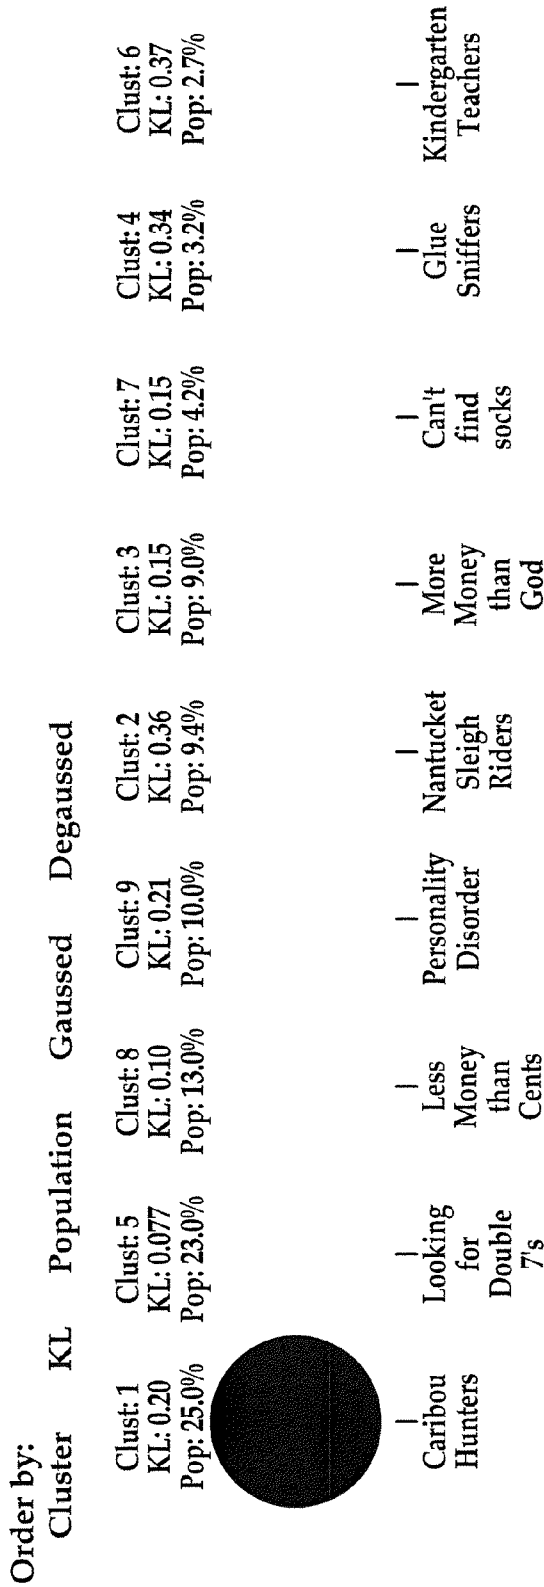 Order by:
Cluster KL Population Gaussed Degaussed
Clust: 1
KL: 0.20
Pop: 25.0%
Clust: 5
KL: 0.077
Pop: 23.0%
Clust: 8
KL: 0.10
Pop: 13.0%
Clust: 9
KL: 0.21
Pop: 10.0%
Clust: 2
KL: 0.36
Pop: 9.4%
Clust: 3
KL: 0.15
Pop: 9.0%
Clust: 7
KL: 0.15
Pop: 4.2%
Clust: 4
KL: 0.34
Pop: 3.2%
Clust: 6
KL: 0.37
Pop: 2.7%
Caribou
Hunters
Looking
for
Double
7's
Less
Money
than
Cents
Personality
Disorder
Nantucket
Sleigh
Riders
More
Money
than
God
Can't
find
socks
Glue
Sniffers
Kindergarten
Teachers